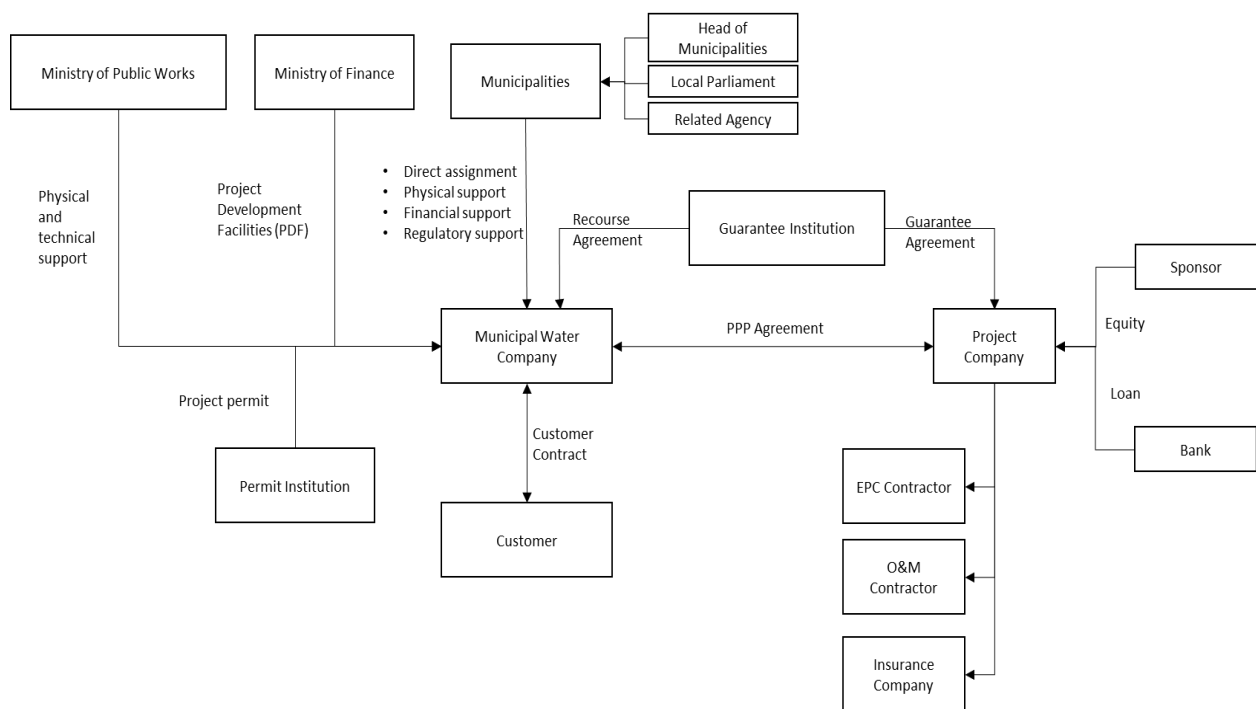 Ministry of Public Works
Ministry of Finance
Municipalities
Head of
Municipalities
Local Parliament
Related Agency
Physical
and
technical
support
Project
Development
Facilities (PDF)
• Direct assignment
• Physical support
• Financial support
• Regulatory support
Recourse
Agreement
Guarantee Institution
Guarantee
Agreement
Sponsor
Municipal Water
Company
PPP Agreement
Project
Company
Equity
Loan
Bank
Project permit
Permit Institution
Customer
Contract
Customer
EPC Contractor
O&M
Contractor
Insurance
Company